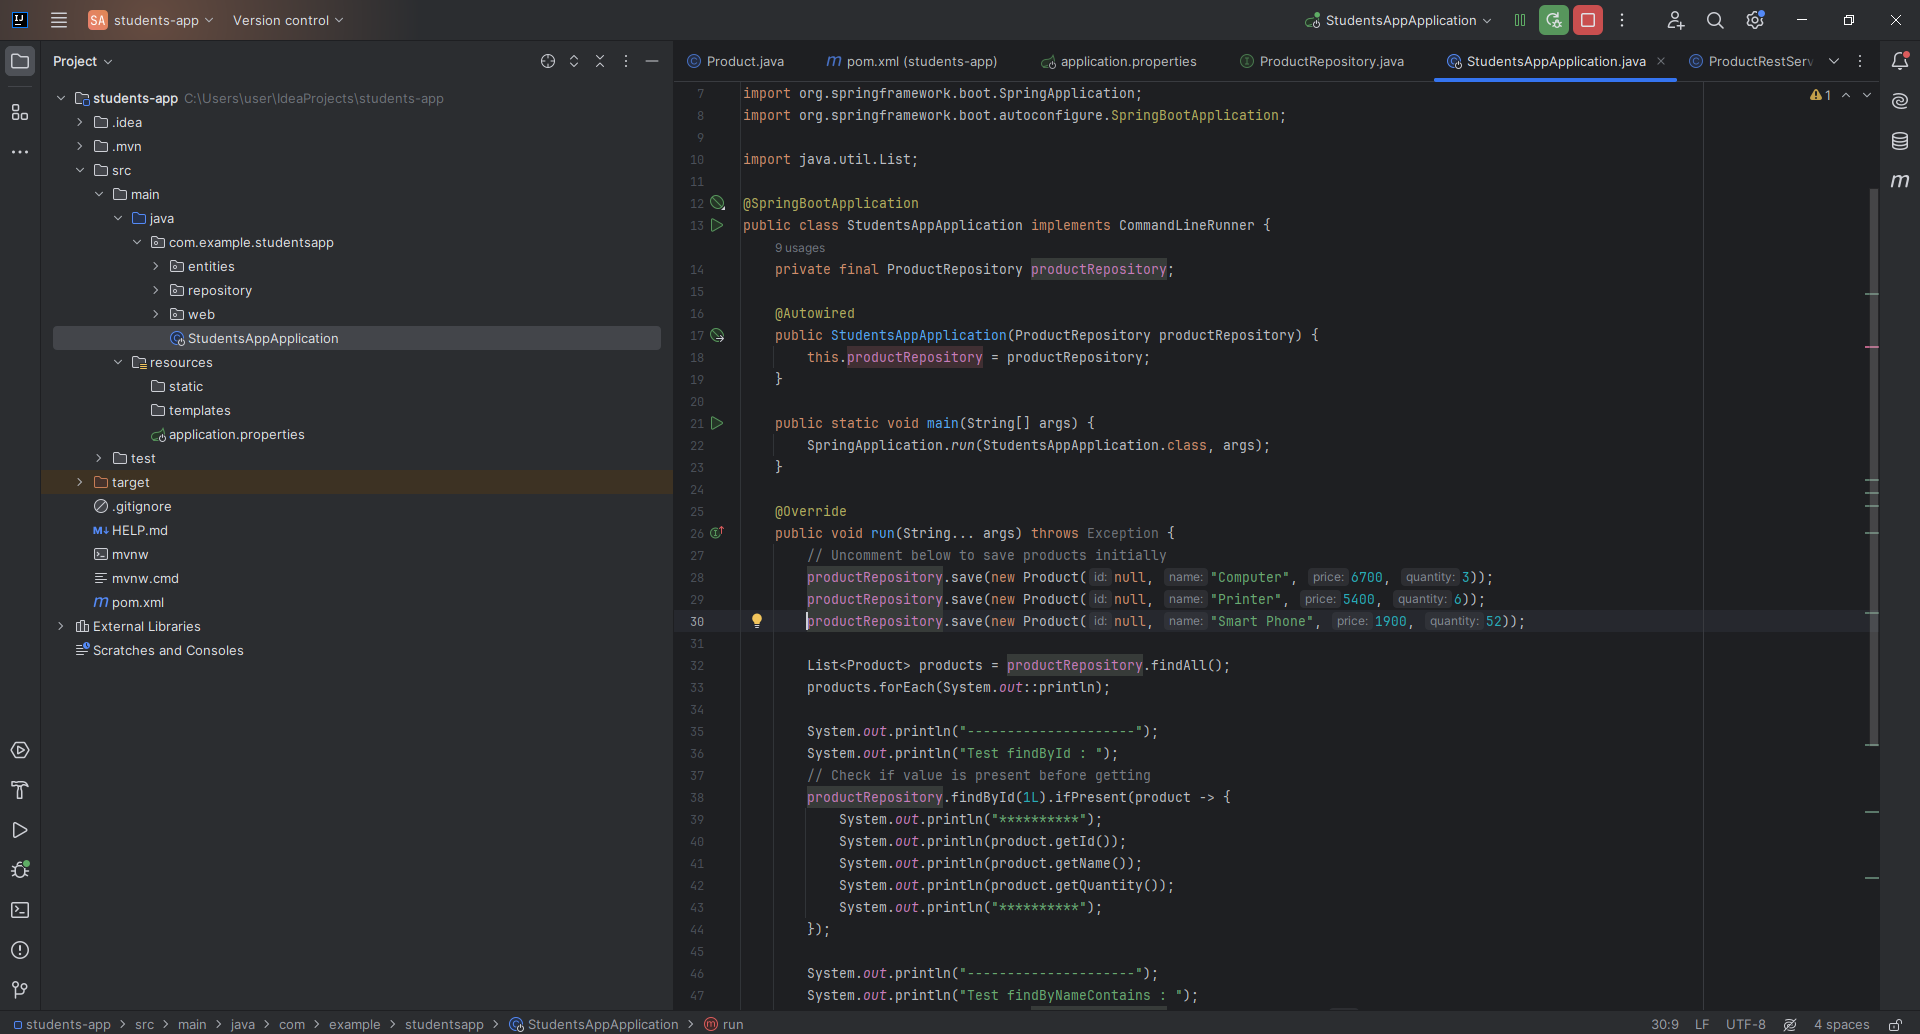 SA students-app Version control StudentsAppApplication
Project
Product.java pom.xml (students-app) application.properties ProductRepository.java StudentsAppApplication.java ProductRestServ
students-app C:\Users\user\IdeaProjects\students-app
.idea
.mvn
src
main
java
com.example.studentsapp
entities
repository
web
StudentsAppApplication
resources
static
templates
application.properties
test
target
.gitignore
HELP.md
mvnw
mvnw.cmd
pom.xml
External Libraries
Scratches and Consoles
1
7 import org.springframework.boot.SpringApplication;
8 import org.springframework.boot.autoconfigure.SpringBootApplication;
9
10 import java.util.List;
11
12 @SpringBootApplication
13 public class StudentsAppApplication implements CommandLineRunner {
9 usages
14 private final ProductRepository productRepository;
15
16 @Autowired
17 public StudentsAppApplication(ProductRepository productRepository) {
18 this.productRepository = productRepository;
19 }
20
21 public static void main(String[] args) {
22 SpringApplication.run(StudentsAppApplication.class, args);
23 }
24
25 @Override
26 public void run(String... args) throws Exception {
27 // Uncomment below to save products initially
28 productRepository.save(new Product( id: null, name: "Computer", price: 6700, quantity: 3));
29 productRepository.save(new Product( id: null, name: "Printer", price: 5400, quantity: 6));
30 productRepository.save(new Product( id: null, name: "Smart Phone", price: 1900, quantity: 52));
31
32 List<Product> products = productRepository.findAll();
33 products.forEach(System.out::println);
34
35 System.out.println("---------------------");
36 System.out.println("Test findById : ");
37 // Check if value is present before getting
38 productRepository.findById(1L).ifPresent(product -> {
39 System.out.println("**********");
40 System.out.println(product.getId());
41 System.out.println(product.getName());
42 System.out.println(product.getQuantity());
43 System.out.println("**********");
44 });
45
46 System.out.println("---------------------");
47 System.out.println("Test findByNameContains : ");
students-app > src > main > java > com > example > studentsapp > StudentsAppApplication > run 30:9 LF UTF-8 4 spaces